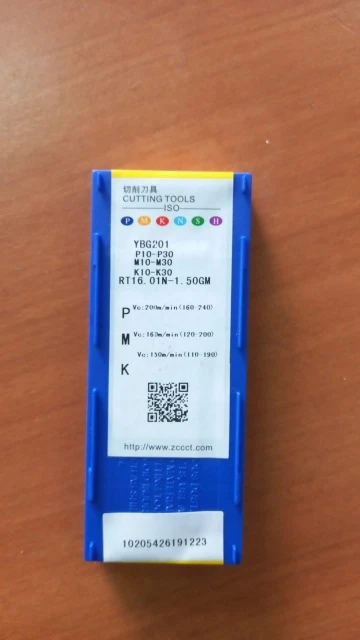 切削刀具
CUTTING TOOLS
ISO
P M K N S H
YBG201
P10-P30
M10-M30
K10-K30
RT16.01N-1.50GM
P Vc:200m/min(160-240)
M Vc:160m/min(120-200)
K Vc:150m/min(110-190)
http://www.zccct.com
10205426191223